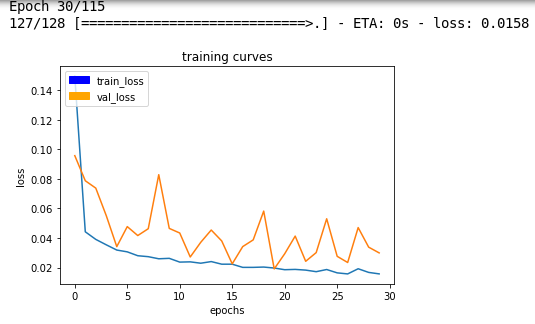 Epoch 30/115
127/128 [============================>.] - ETA: 0s - loss: 0.0158
training curves
train_loss
val_loss
0.14
0.12
0.10
0.08
0.06
0.04
0.02
loss
0 5 10 15 20 25 30
epochs